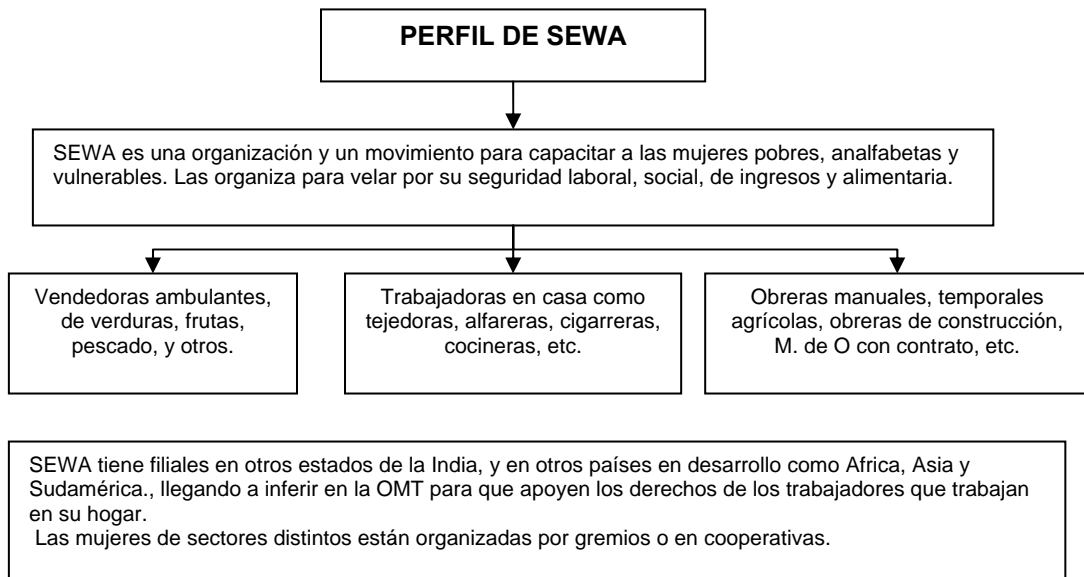 PERFIL DE SEWA
SEWA es una organización y un movimiento para capacitar a las mujeres pobres, analfabetas y
vulnerables. Las organiza para velar por su seguridad laboral, social, de ingresos y alimentaria.
Vendedoras ambulantes,
de verduras, frutas,
pescado, y otros.
Trabajadoras en casa como
tejedoras, alfareras, cigarreras,
cocineras, etc.
Obreras manuales, temporales
agrícolas, obreras de construcción,
M. de O con contrato, etc.
SEWA tiene filiales en otros estados de la India, y en otros países en desarrollo como Africa, Asia y
Sudamérica., llegando a inferir en la OMT para que apoyen los derechos de los trabajadores que trabajan
en su hogar.
Las mujeres de sectores distintos están organizadas por gremios o en cooperativas.